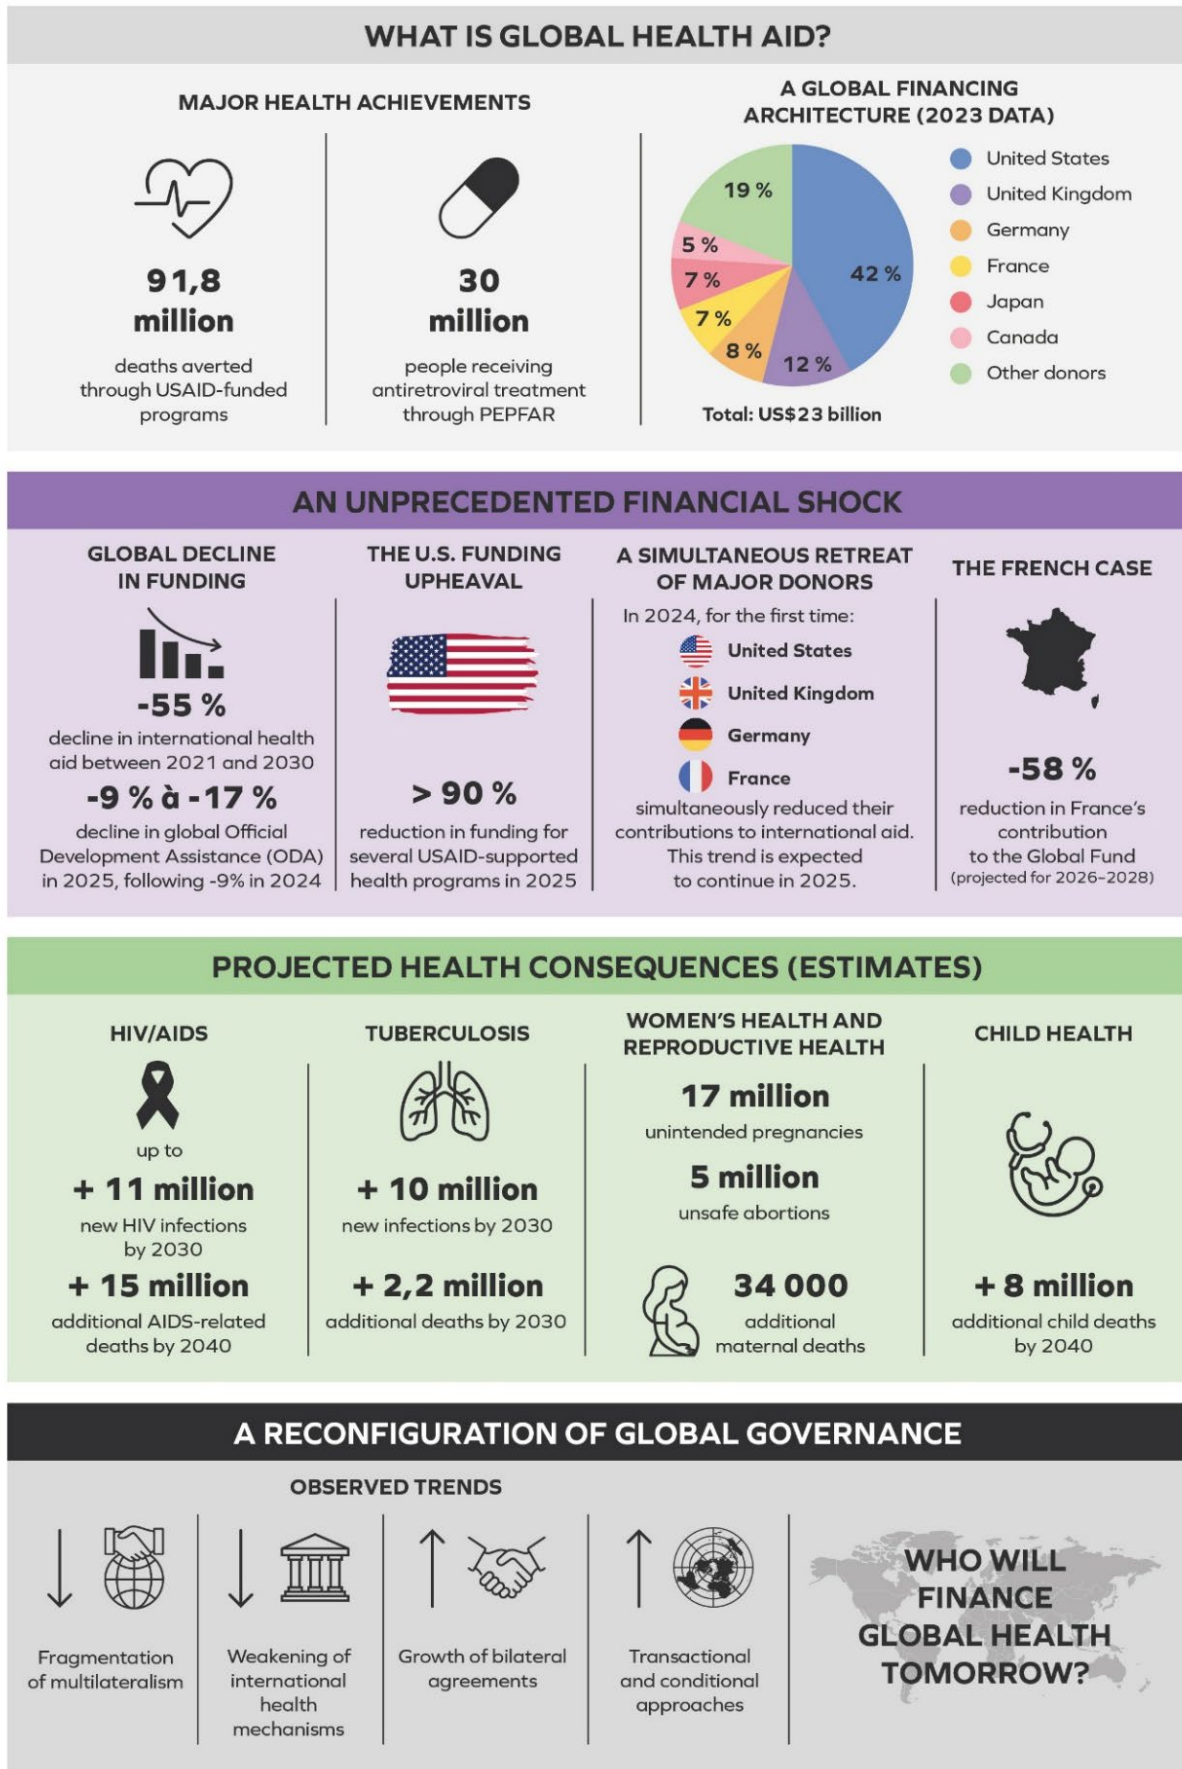 WHAT IS GLOBAL HEALTH AID?
MAJOR HEALTH ACHIEVEMENTS
91,8
million
deaths averted
through USAID-funded
programs
30
million
people receiving
antiretroviral treatment
through PEPFAR
A GLOBAL FINANCING
ARCHITECTURE (2023 DATA)
19 %
5 %
7 %
7 %
8 %
12 %
42 %
United States
United Kingdom
Germany
France
Japan
Canada
Other donors
Total: US$23 billion
AN UNPRECEDENTED FINANCIAL SHOCK
GLOBAL DECLINE
IN FUNDING
-55 %
decline in international health
aid between 2021 and 2030
-9 % à -17 %
decline in global Official
Development Assistance (ODA)
in 2025, following -9% in 2024
THE U.S. FUNDING
UPHEAVAL
> 90 %
reduction in funding for
several USAID-supported
health programs in 2025
A SIMULTANEOUS RETREAT
OF MAJOR DONORS
In 2024, for the first time:
United States
United Kingdom
Germany
France
simultaneously reduced their
contributions to international aid.
This trend is expected
to continue in 2025.
THE FRENCH CASE
-58 %
reduction in France’s
contribution
to the Global Fund
(projected for 2026–2028)
PROJECTED HEALTH CONSEQUENCES (ESTIMATES)
HIV/AIDS
up to
+ 11 million
new HIV infections
by 2030
+ 15 million
additional AIDS-related
deaths by 2040
TUBERCULOSIS
+ 10 million
new infections by 2030
+ 2,2 million
additional deaths by 2030
WOMEN’S HEALTH AND
REPRODUCTIVE HEALTH
17 million
unintended pregnancies
5 million
unsafe abortions
34 000
additional
maternal deaths
CHILD HEALTH
+ 8 million
additional child deaths
by 2040
A RECONFIGURATION OF GLOBAL GOVERNANCE
OBSERVED TRENDS
Fragmentation
of multilateralism
Weakening of
international
health
mechanisms
Growth of bilateral
agreements
Transactional
and conditional
approaches
WHO WILL
FINANCE
GLOBAL HEALTH
TOMORROW?